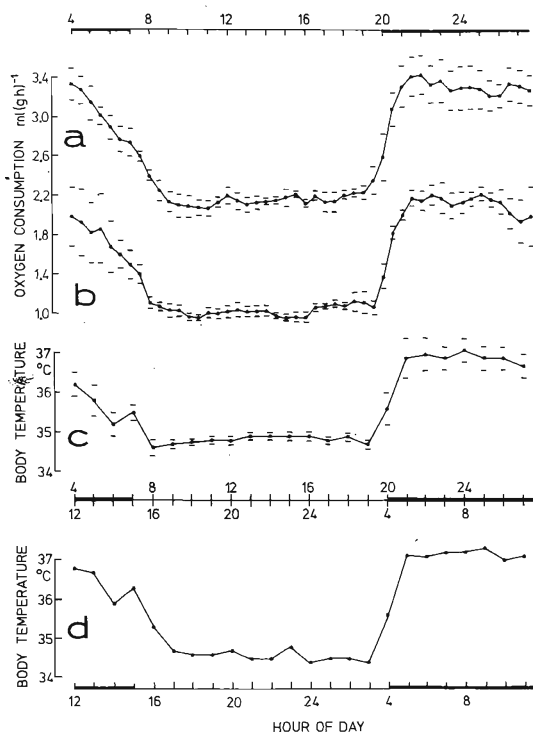 4 8 12 16 20 24
OXYGEN CONSUMPTION ml(gh)⁻¹
3,4
3,0
2,6
2,2
1,8
1,4
1,0
a
b
BODY TEMPERATURE °C
37
36
35
34
c
4 8 12 16 20 24
12 16 20 24 4 8
BODY TEMPERATURE °C
37
36
35
34
d
12 16 20 24 4 8
HOUR OF DAY